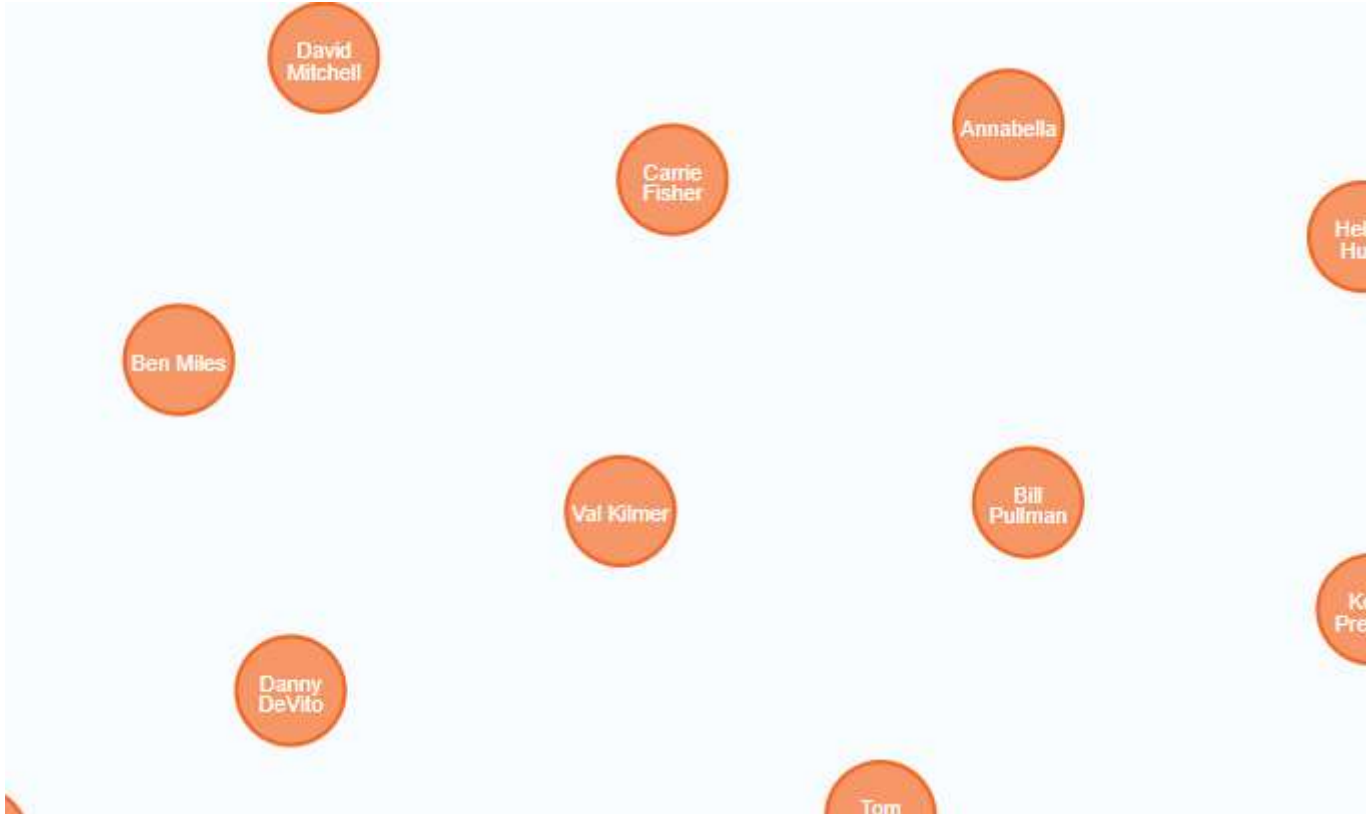 David
Mitchell
Carrie
Fisher
Annabella
Ben Miles
Val Kilmer
Bill
Pullman
Danny
DeVito
Tom